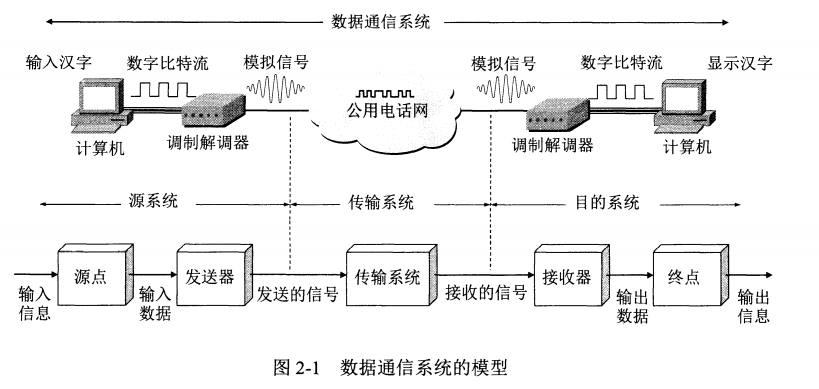 数据通信系统
输入汉字 数字比特流 模拟信号 模拟信号 数字比特流 显示汉字
公用电话网
计算机 调制解调器 调制解调器 计算机
源系统 传输系统 目的系统
源点 发送器 传输系统 接收器 终点
输入信息 输入数据 发送的信号 接收的信号 输出数据 输出信息
图 2-1 数据通信系统的模型